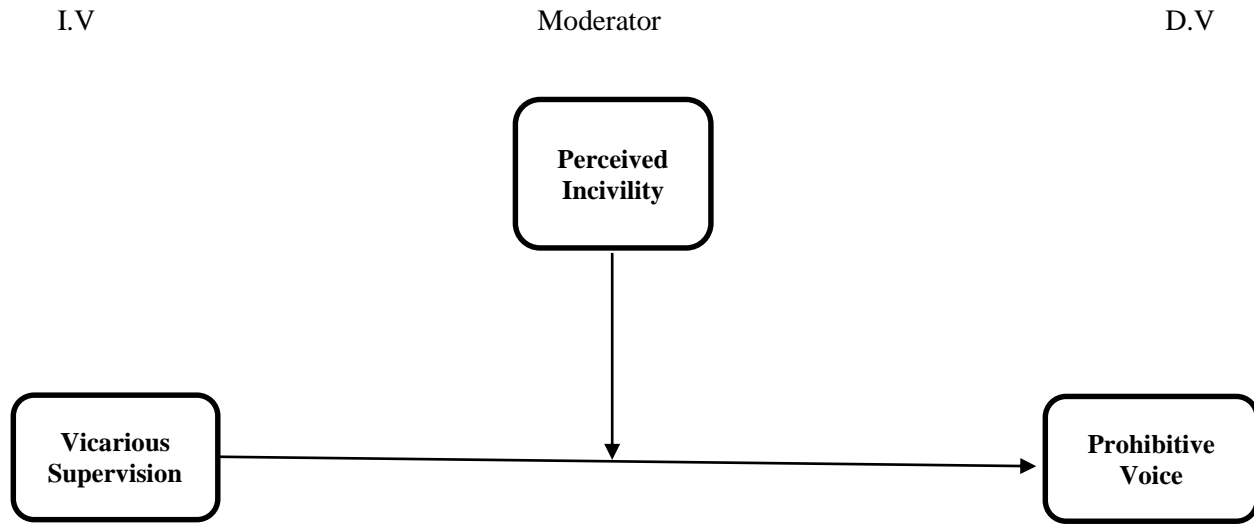 I.V
Moderator
D.V
Perceived
Incivility
Vicarious
Supervision
Prohibitive
Voice